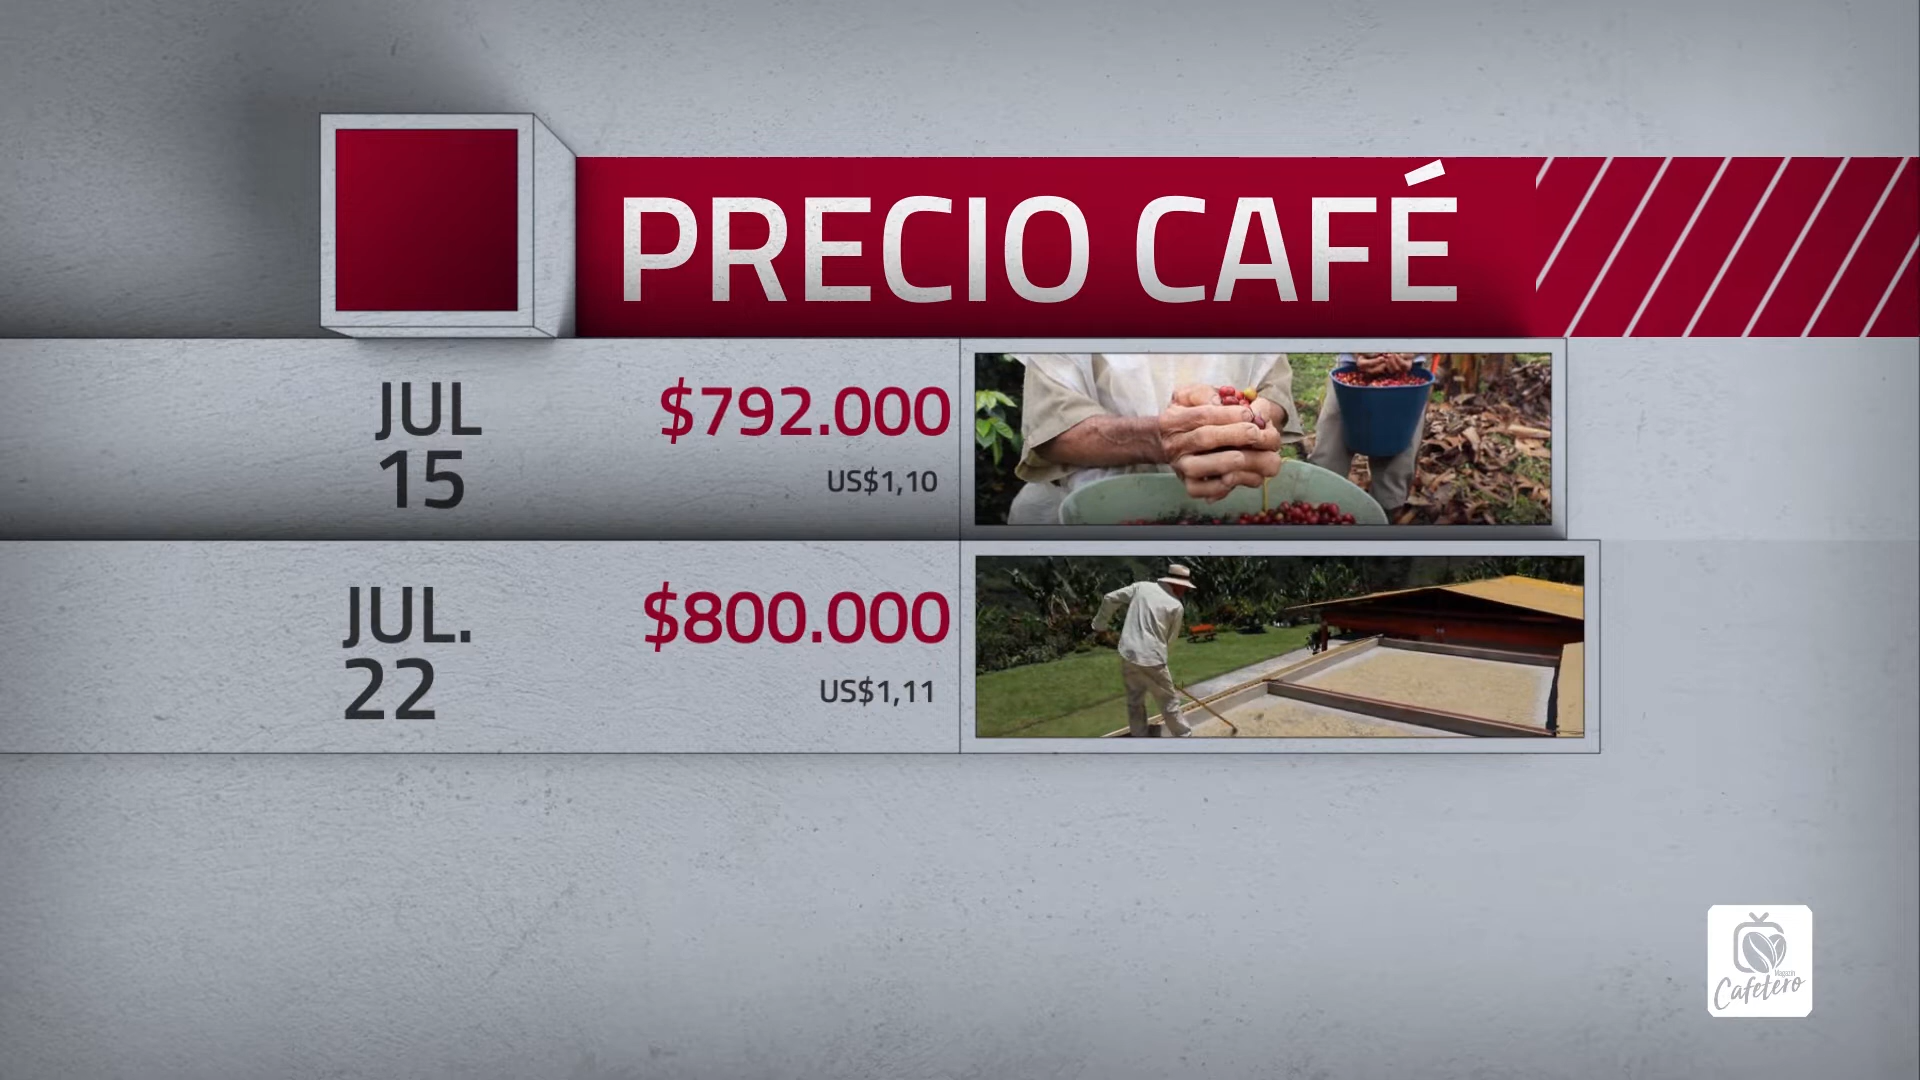 PRECIO CAFÉ
JUL
15
$792.000
US$1,10
JUL.
22
$800.000
US$1,11
Magazín
Cafetero